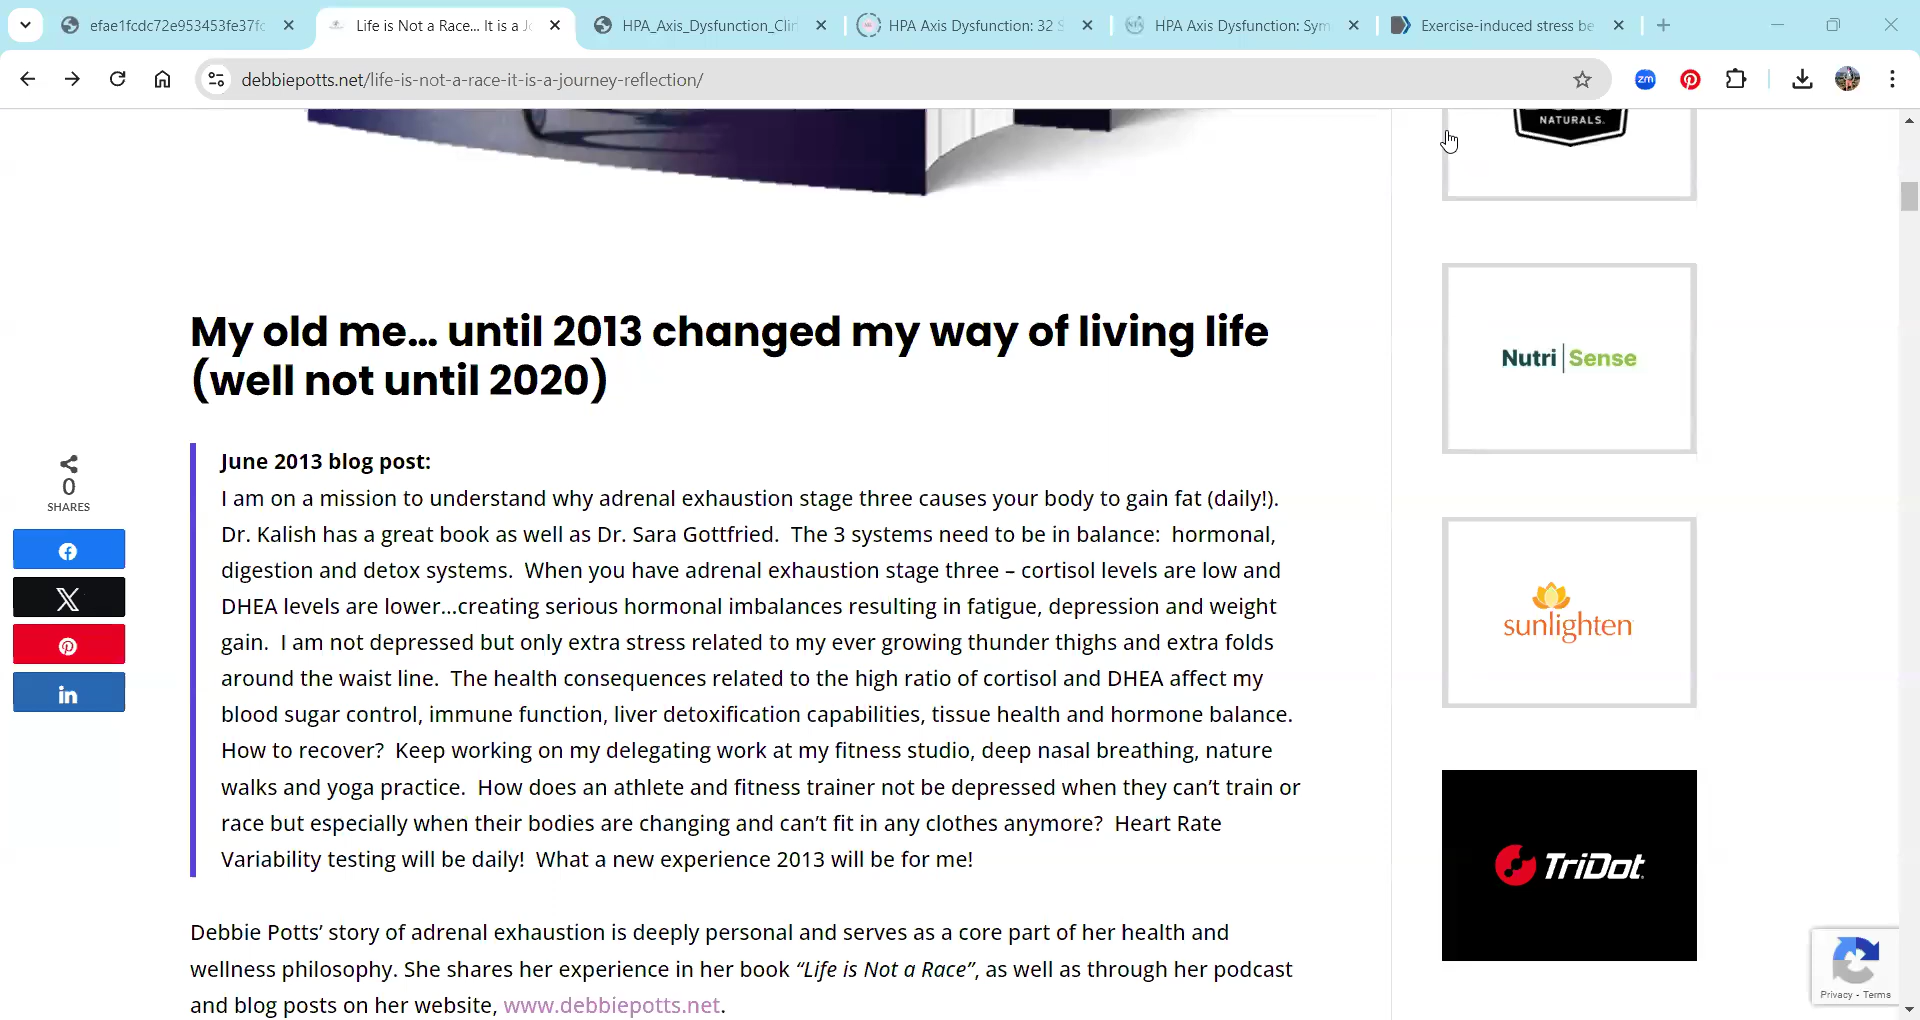 efae1fcdc72e953453fe37fc
Life is Not a Race... It is a Jo
HPA_Axis_Dysfunction_Clin
HPA Axis Dysfunction: 32 S
HPA Axis Dysfunction: Sym
Exercise-induced stress be
debbiepotts.net/life-is-not-a-race-it-is-a-journey-reflection/
zm
NATURALS.
My old me... until 2013 changed my way of living life
(well not until 2020)
Nutri|Sense
June 2013 blog post:
I am on a mission to understand why adrenal exhaustion stage three causes your body to gain fat (daily!).
Dr. Kalish has a great book as well as Dr. Sara Gottfried.  The 3 systems need to be in balance:  hormonal,
digestion and detox systems.  When you have adrenal exhaustion stage three – cortisol levels are low and
DHEA levels are lower...creating serious hormonal imbalances resulting in fatigue, depression and weight
gain.  I am not depressed but only extra stress related to my ever growing thunder thighs and extra folds
around the waist line.  The health consequences related to the high ratio of cortisol and DHEA affect my
blood sugar control, immune function, liver detoxification capabilities, tissue health and hormone balance.
How to recover?  Keep working on my delegating work at my fitness studio, deep nasal breathing, nature
walks and yoga practice.  How does an athlete and fitness trainer not be depressed when they can't train or
race but especially when their bodies are changing and can't fit in any clothes anymore?  Heart Rate
Variability testing will be daily!  What a new experience 2013 will be for me!
0
SHARES
sunlighten
TriDot
Debbie Potts' story of adrenal exhaustion is deeply personal and serves as a core part of her health and
wellness philosophy. She shares her experience in her book "Life is Not a Race", as well as through her podcast
and blog posts on her website, www.debbiepotts.net.
Privacy - Terms